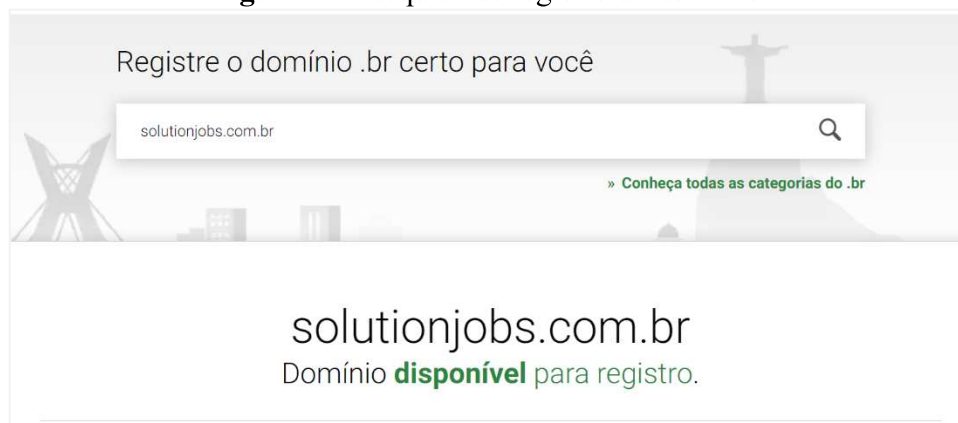 Registre o domínio .br certo para você
solutionjobs.com.br
» Conheça todas as categorias do .br
solutionjobs.com.br
Domínio disponível para registro.